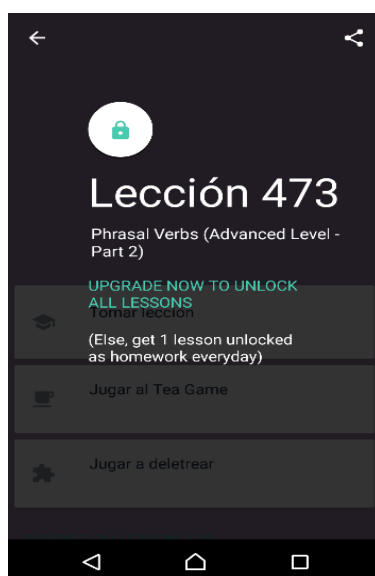 Lección 473
Phrasal Verbs (Advanced Level -
Part 2)
UPGRADE NOW TO UNLOCK
ALL LESSONS
Tomar lección
(Else, get 1 lesson unlocked
as homework everyday)
Jugar al Tea Game
Jugar a deletrear